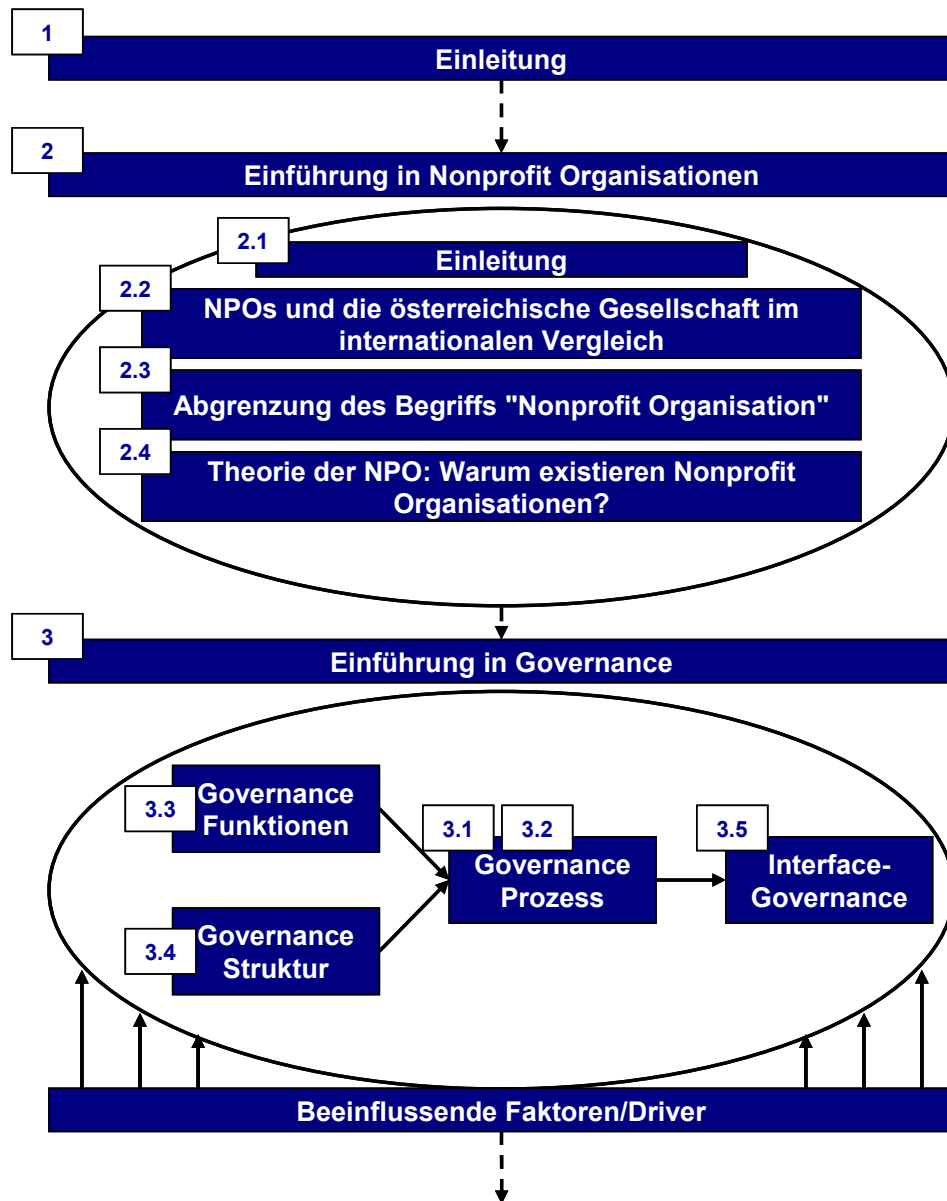 1
Einleitung
2
Einführung in Nonprofit Organisationen
2.1
Einleitung
2.2
NPOs und die österreichische Gesellschaft im
internationalen Vergleich
2.3
Abgrenzung des Begriffs "Nonprofit Organisation"
2.4
Theorie der NPO: Warum existieren Nonprofit
Organisationen?
3
Einführung in Governance
3.3
Governance
Funktionen
3.1
3.2
Governance
Prozess
3.5
Interface-
Governance
3.4
Governance
Struktur
Beeinflussende Faktoren/Driver